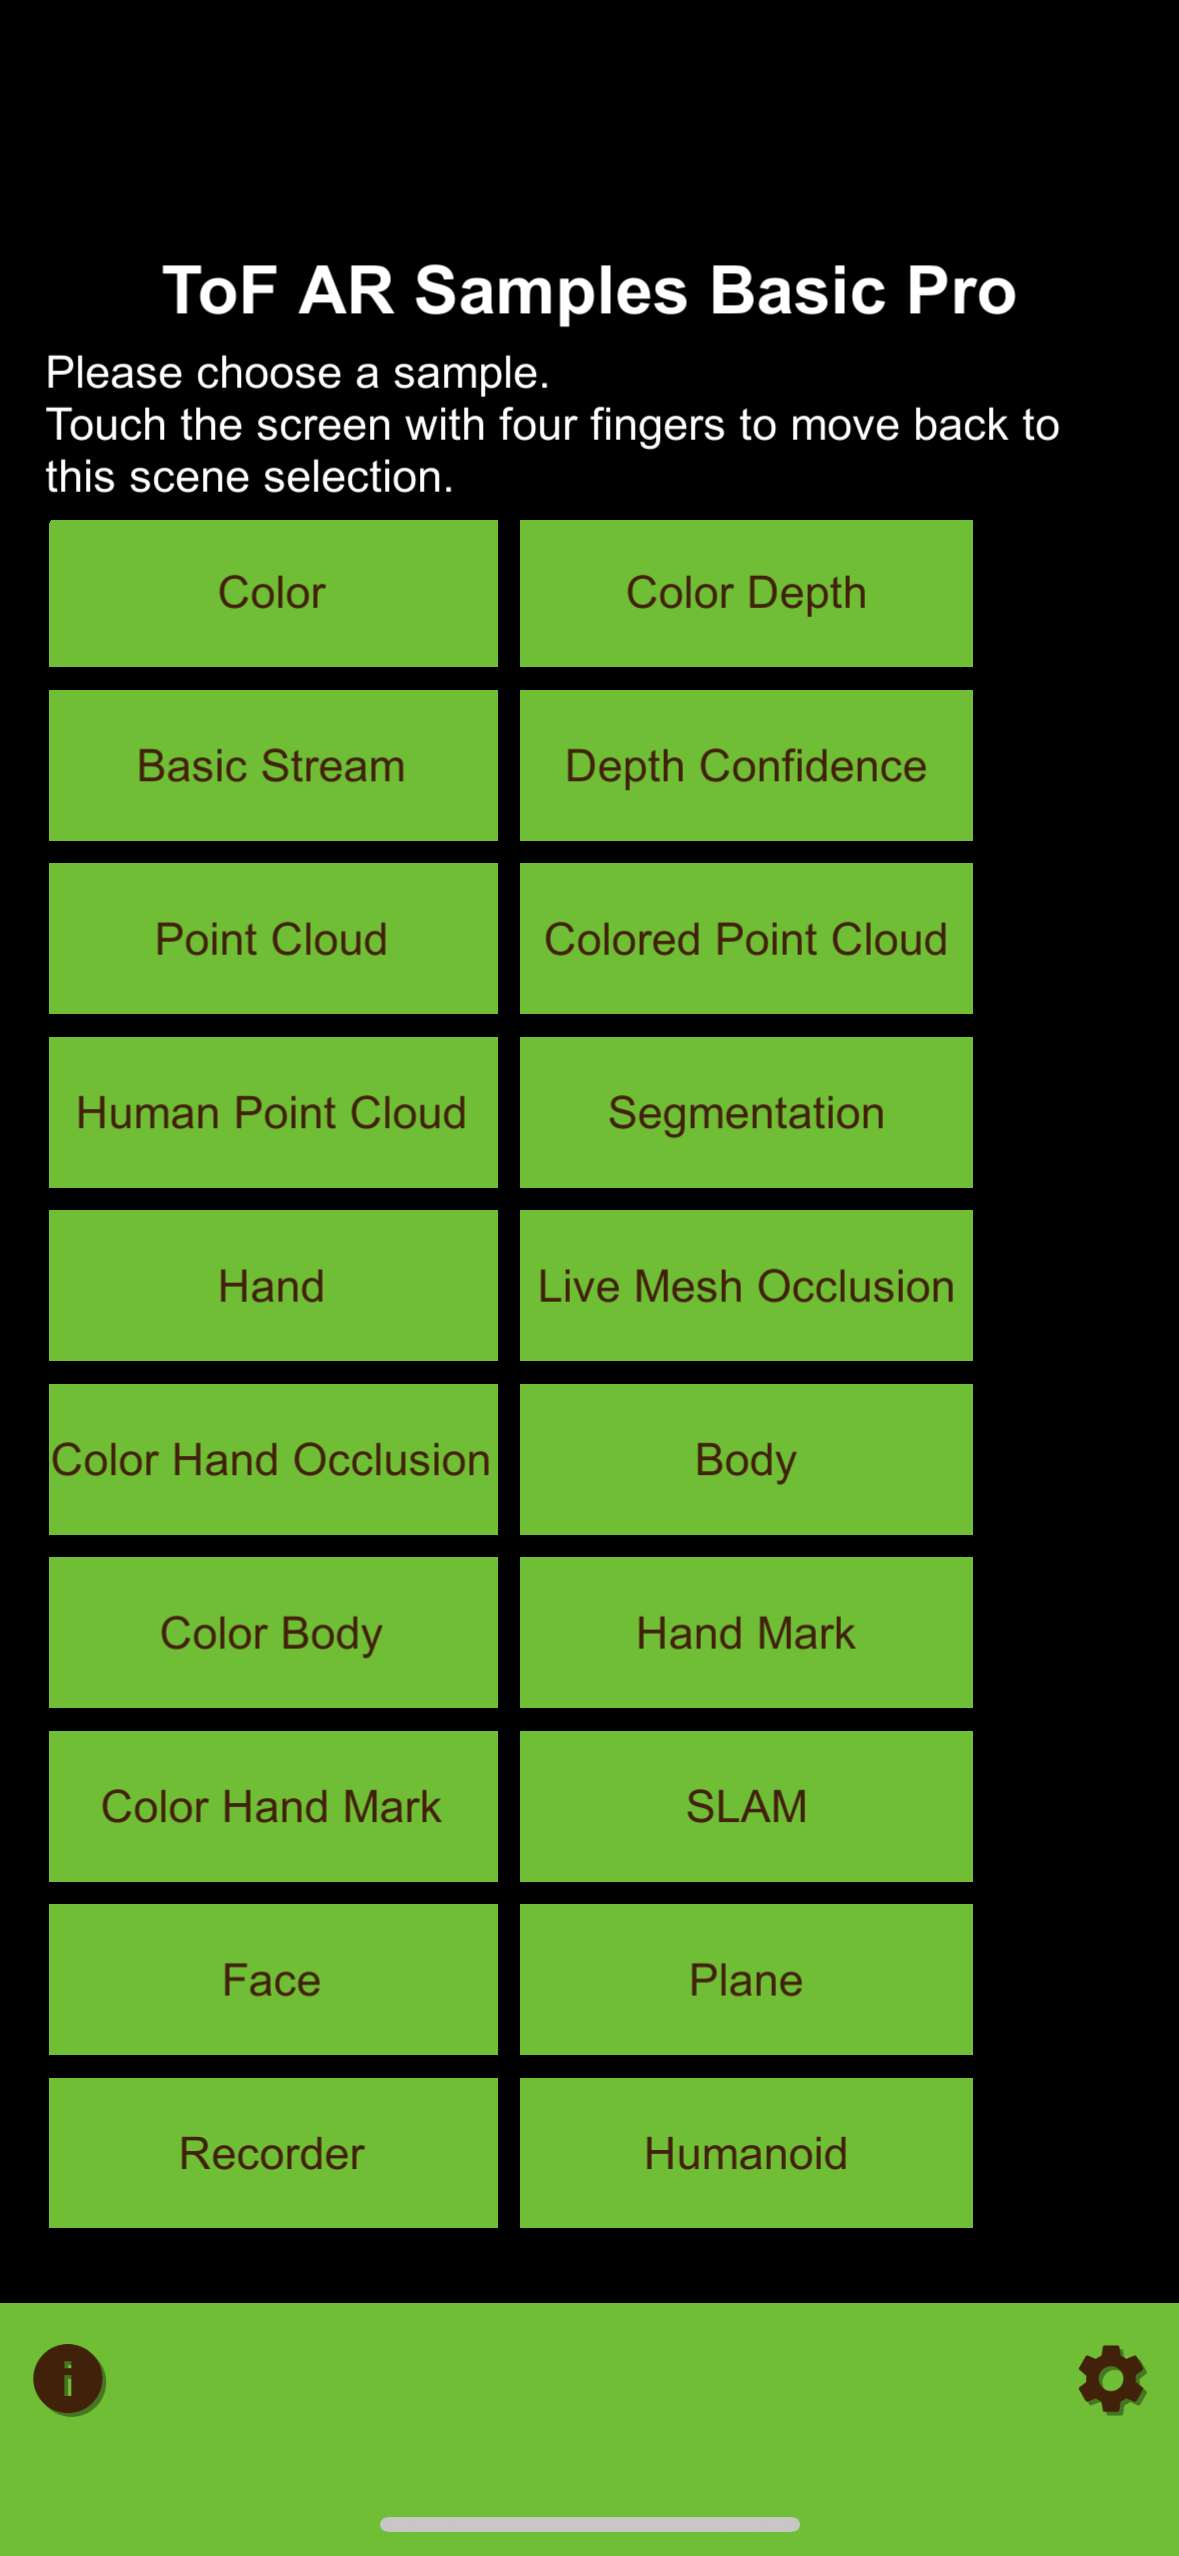 ToF AR Samples Basic Pro
Please choose a sample.
Touch the screen with four fingers to move back to
this scene selection.
Color
Color Depth
Basic Stream
Depth Confidence
Point Cloud
Colored Point Cloud
Human Point Cloud
Segmentation
Hand
Live Mesh Occlusion
Color Hand Occlusion
Body
Color Body
Hand Mark
Color Hand Mark
SLAM
Face
Plane
Recorder
Humanoid